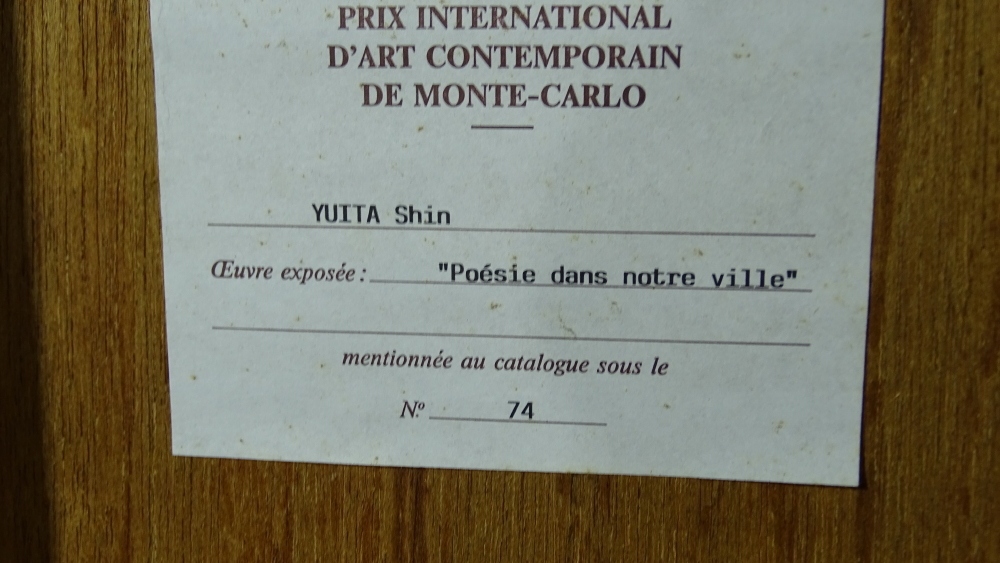 PRIX INTERNATIONAL
D'ART CONTEMPORAIN
DE MONTE-CARLO
YUITA Shin
Œuvre exposée: "Poésie dans notre ville"
mentionnée au catalogue sous le
N.º 74